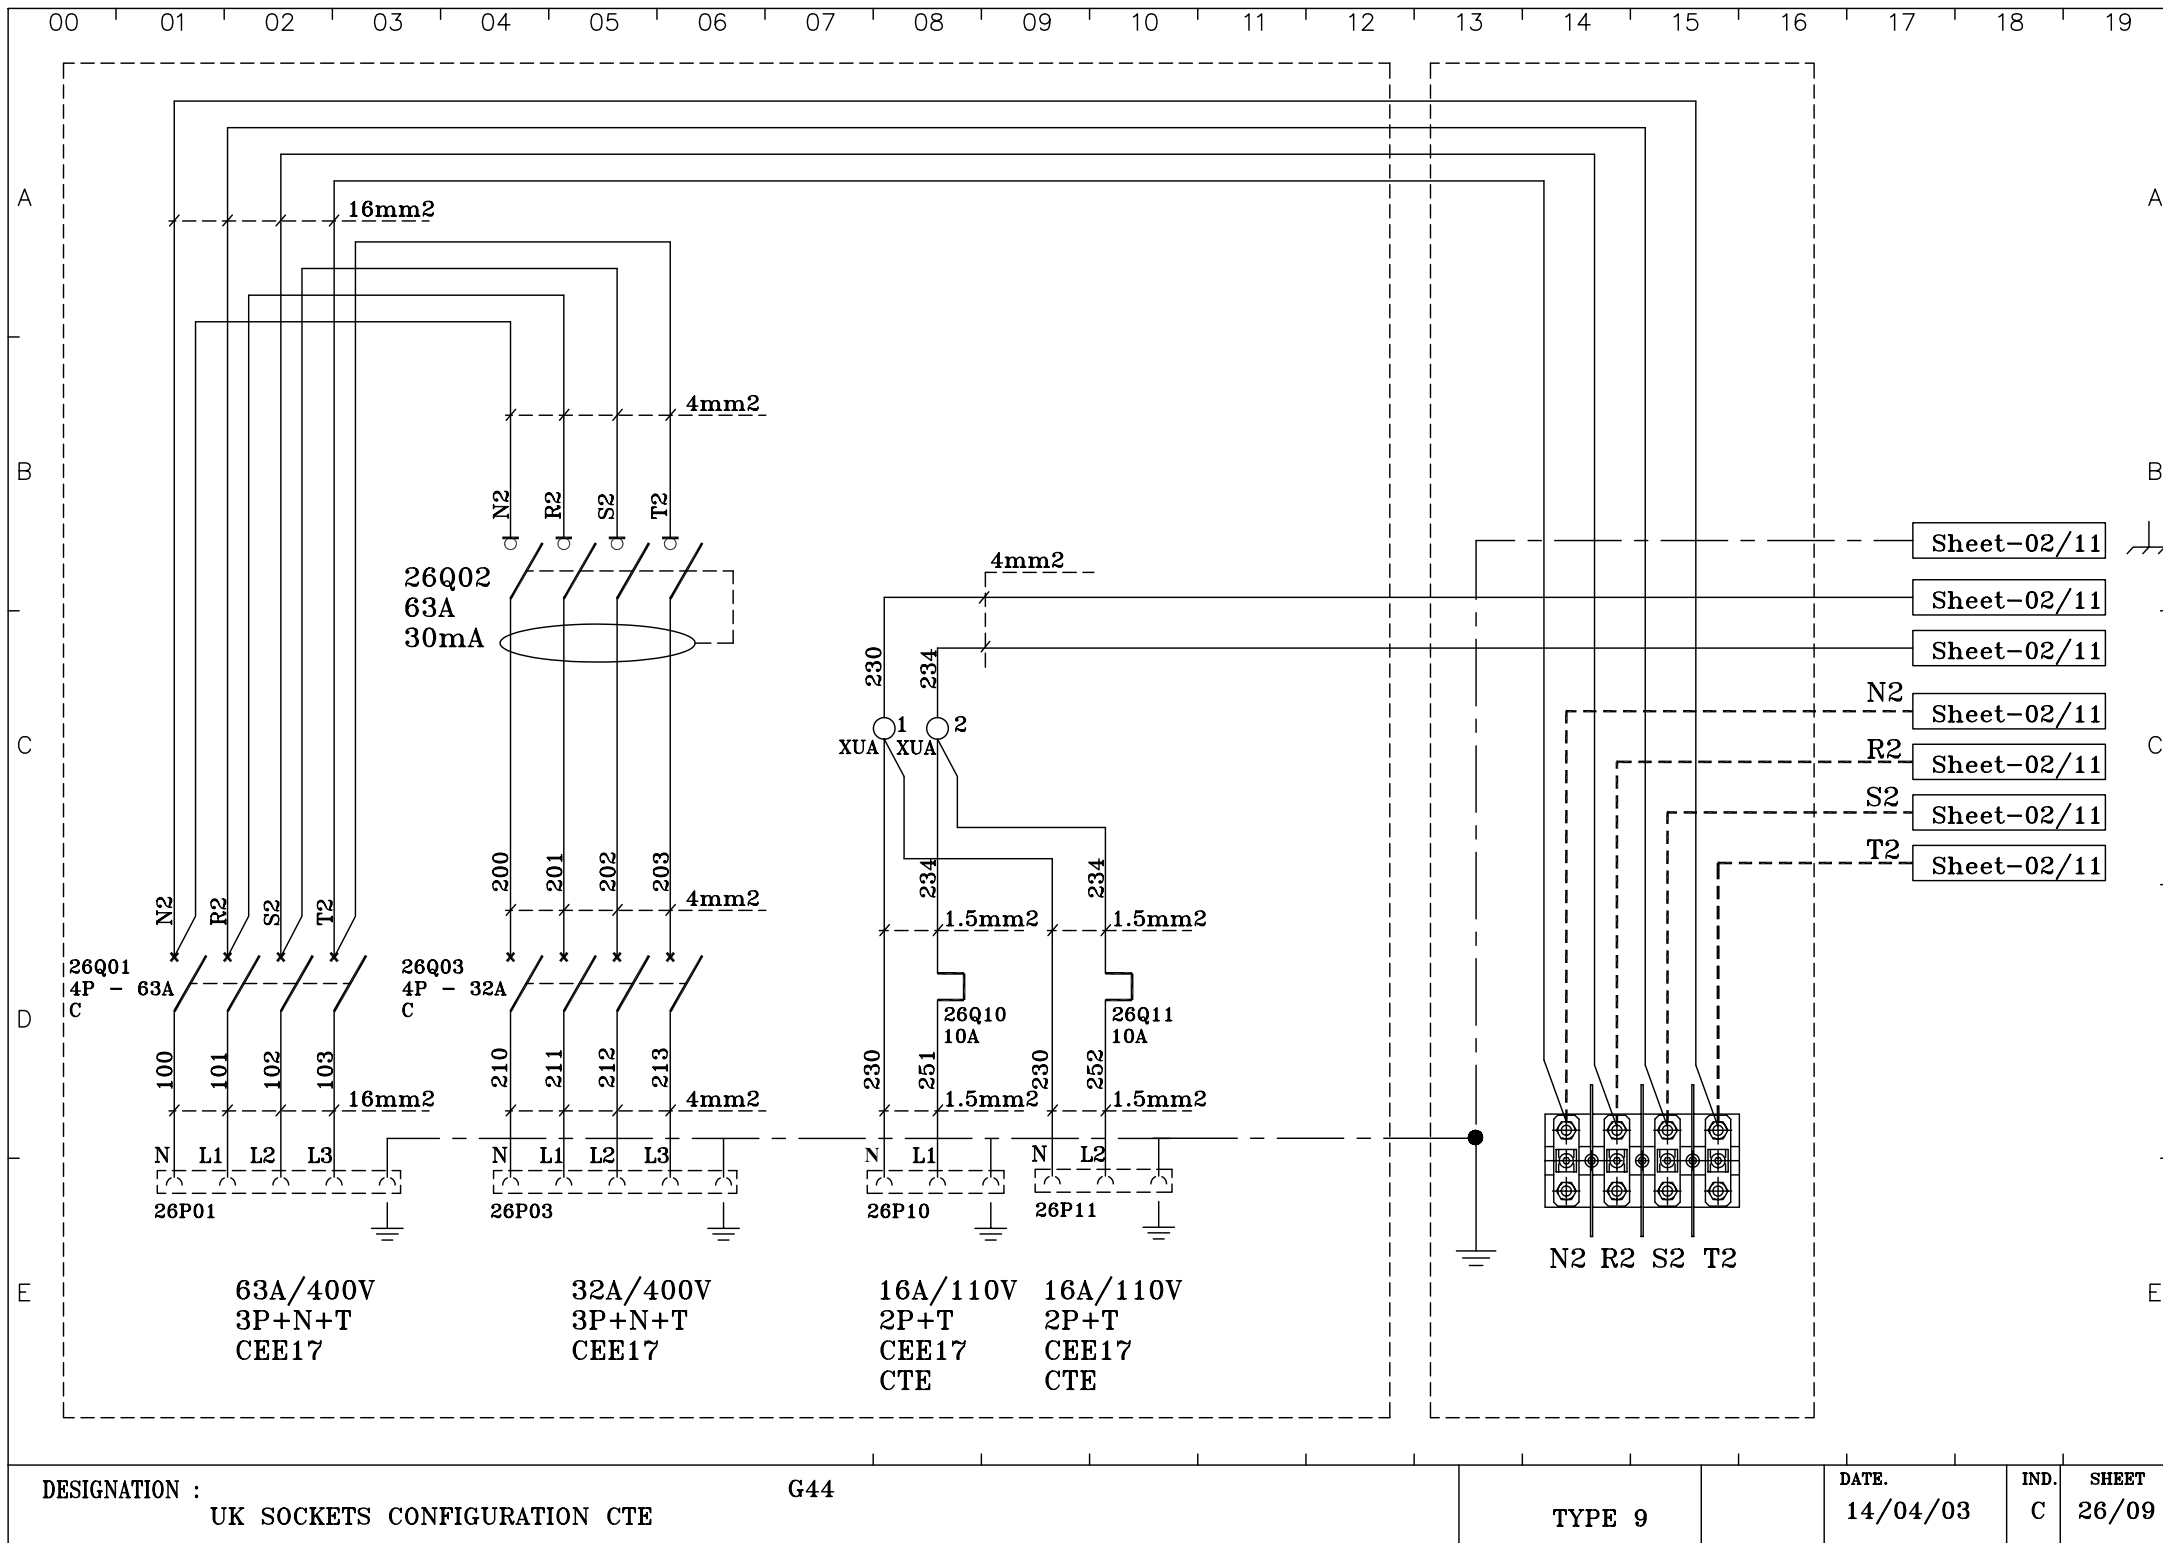 00 01 02 03 04 05 06 07 08 09 10 11 12 13 14 15 16 17 18 19
A A
16mm2
4mm2
B B
N2 R2 S2 T2
26Q02
63A
30mA
4mm2
Sheet-02/11
Sheet-02/11
Sheet-02/11
230 234
N2 Sheet-02/11
1 2
XUA XUA
C C
R2 Sheet-02/11
S2 Sheet-02/11
T2 Sheet-02/11
200 201 202 203 234 234
4mm2
N2 R2 S2 T2
1.5mm2 1.5mm2
26Q01
4P - 63A
C
26Q03
4P - 32A
C
D
26Q10
10A
26Q11
10A
100 101 102 103 210 211 212 213 230 251 230 252
16mm2 4mm2 1.5mm2 1.5mm2
N L1 L2 L3 N L1 L2 L3 N L1 N L2
26P01 26P03 26P10 26P11
N2 R2 S2 T2
E E
63A/400V
3P+N+T
CEE17
32A/400V
3P+N+T
CEE17
16A/110V
2P+T
CEE17
CTE
16A/110V
2P+T
CEE17
CTE
DESIGNATION :
UK SOCKETS CONFIGURATION CTE
G44
TYPE 9
DATE.
14/04/03
IND.
C
SHEET
26/09